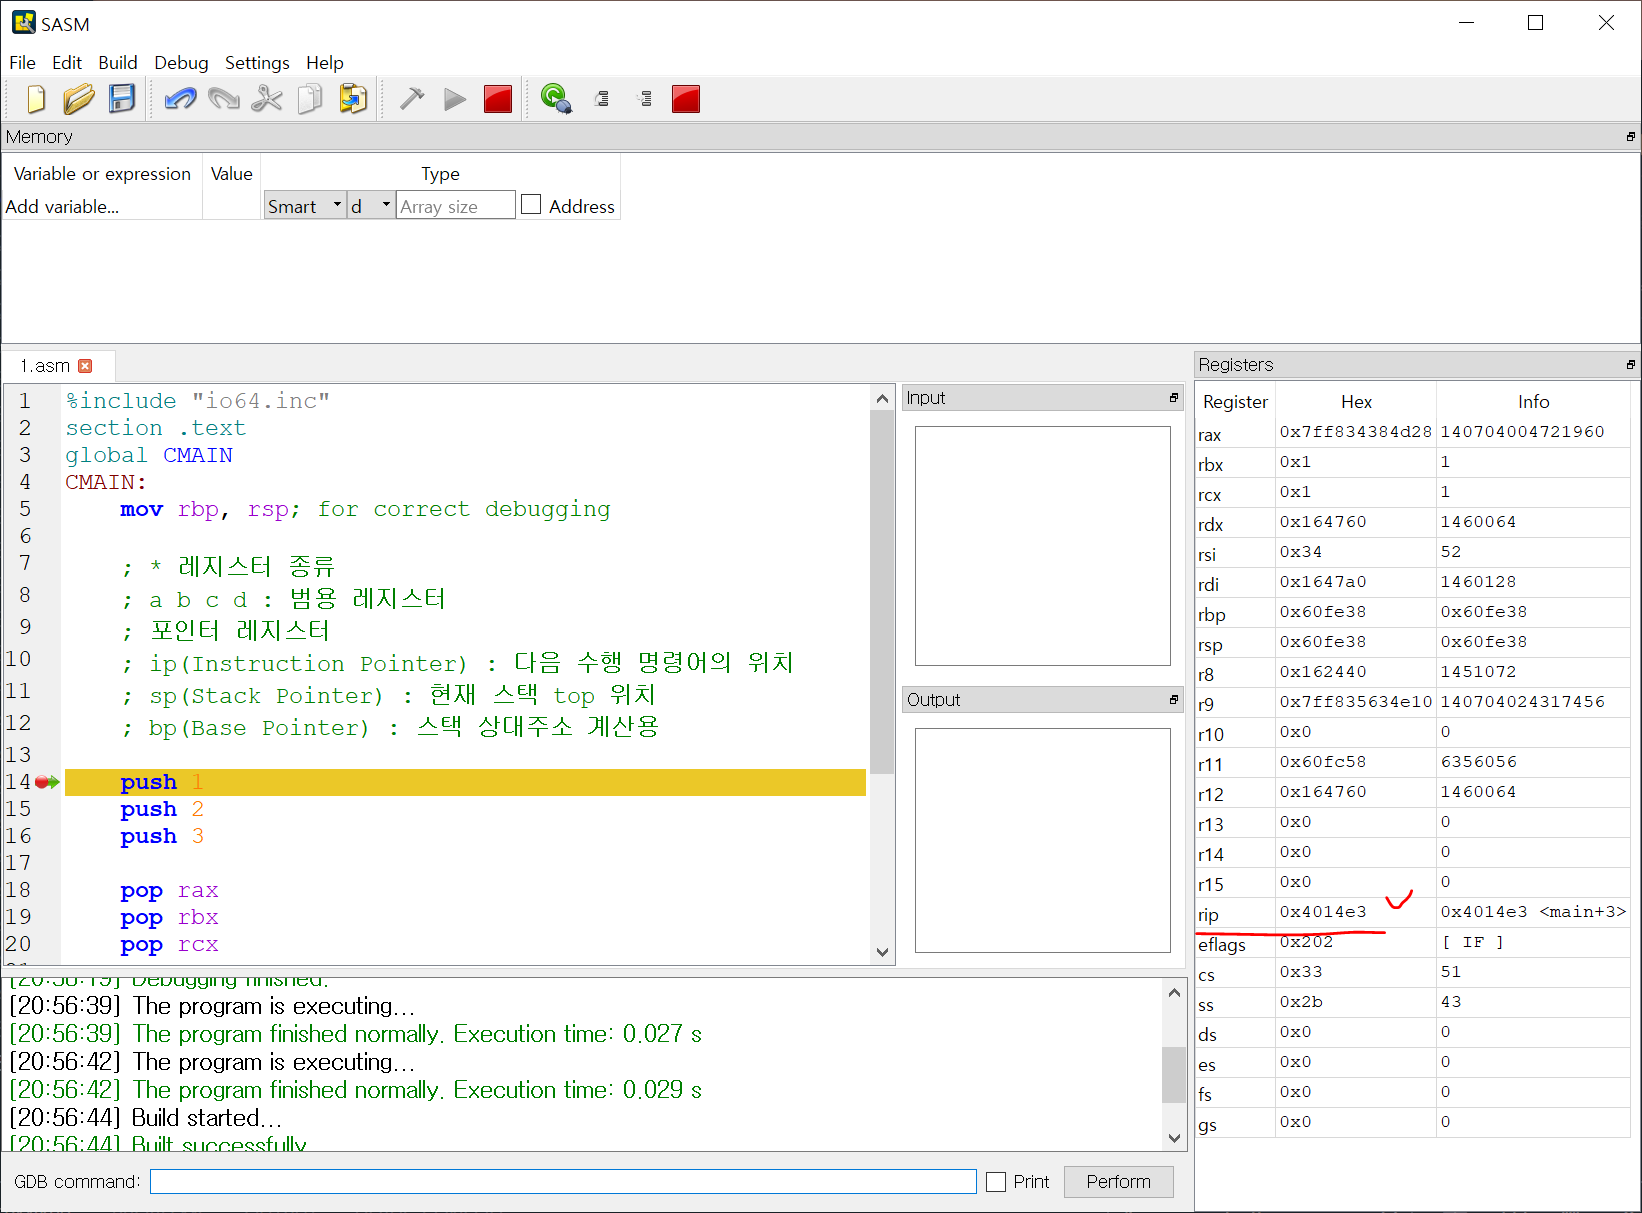 SASM
File Edit Build Debug Settings Help
Memory
Variable or expression Value Type
Add variable... Smart d Array size Address
1.asm
1 %include "io64.inc"
2 section .text
3 global CMAIN
4 CMAIN:
5 mov rbp, rsp; for correct debugging
6
7 ; * 레지스터 종류
8 ; a b c d : 범용 레지스터
9 ; 포인터 레지스터
10 ; ip(Instruction Pointer) : 다음 수행 명령어의 위치
11 ; sp(Stack Pointer) : 현재 스택 top 위치
12 ; bp(Base Pointer) : 스택 상대주소 계산용
13
14 push 1
15 push 2
16 push 3
17
18 pop rax
19 pop rbx
20 pop rcx
Input
Output
Registers
Register Hex Info
rax 0x7ff834384d28 140704004721960
rbx 0x1 1
rcx 0x1 1
rdx 0x164760 1460064
rsi 0x34 52
rdi 0x1647a0 1460128
rbp 0x60fe38 0x60fe38
rsp 0x60fe38 0x60fe38
r8 0x162440 1451072
r9 0x7ff835634e10 140704024317456
r10 0x0 0
r11 0x60fc58 6356056
r12 0x164760 1460064
r13 0x0 0
r14 0x0 0
r15 0x0 0
rip 0x4014e3 0x4014e3 <main+3>
eflags 0x202 [ IF ]
cs 0x33 51
ss 0x2b 43
ds 0x0 0
es 0x0 0
fs 0x0 0
gs 0x0 0
[20:56:19] Debugging finished.
[20:56:39] The program is executing...
[20:56:39] The program finished normally. Execution time: 0.027 s
[20:56:42] The program is executing...
[20:56:42] The program finished normally. Execution time: 0.029 s
[20:56:44] Build started...
[20:56:44] Built successfully.
GDB command: Print Perform